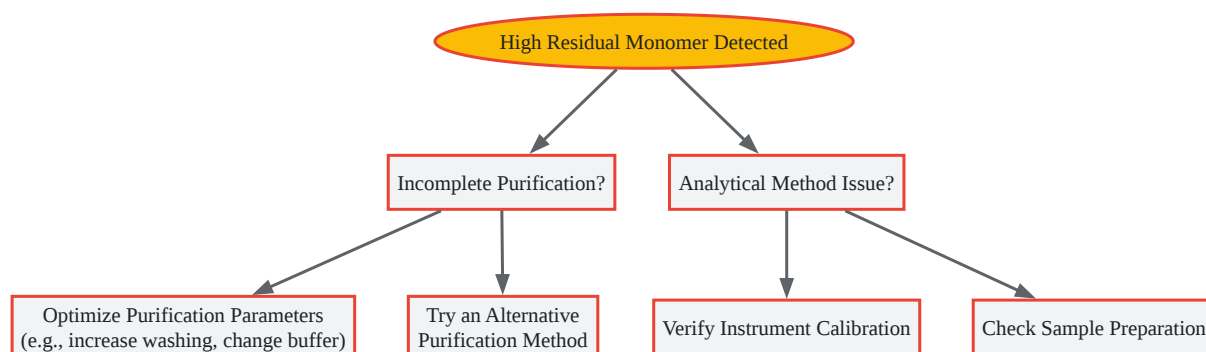 High Residual Monomer Detected
Incomplete Purification?
Analytical Method Issue?
Optimize Purification Parameters
(e.g., increase washing, change buffer)
Try an Alternative
Purification Method
Verify Instrument Calibration
Check Sample Preparation